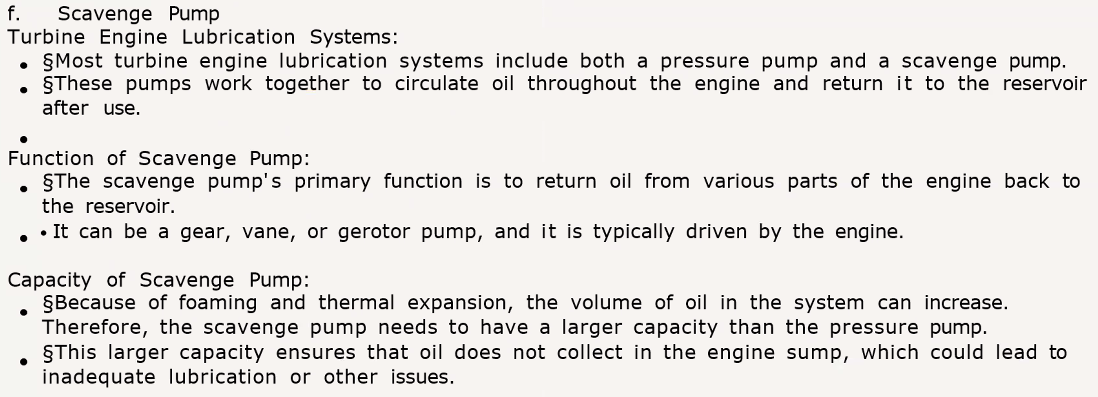 f. Scavenge Pump
Turbine Engine Lubrication Systems:
• §Most turbine engine lubrication systems include both a pressure pump and a scavenge pump.
• §These pumps work together to circulate oil throughout the engine and return it to the reservoir
after use.
•
Function of Scavenge Pump:
• §The scavenge pump's primary function is to return oil from various parts of the engine back to
the reservoir.
• • It can be a gear, vane, or gerotor pump, and it is typically driven by the engine.
Capacity of Scavenge Pump:
• §Because of foaming and thermal expansion, the volume of oil in the system can increase.
Therefore, the scavenge pump needs to have a larger capacity than the pressure pump.
• §This larger capacity ensures that oil does not collect in the engine sump, which could lead to
inadequate lubrication or other issues.